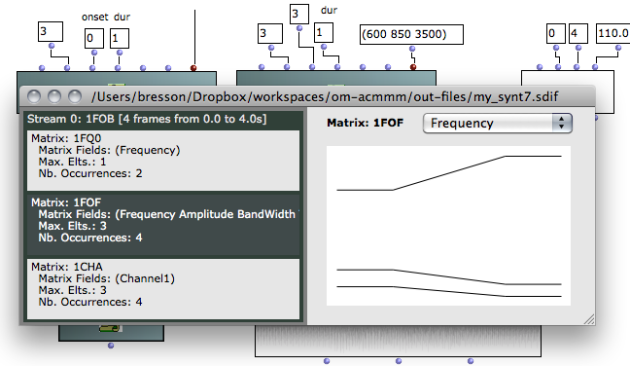 onset dur
3
0
1
3
dur
3
1
(600 850 3500)
0
4
110.0
/Users/bresson/Dropbox/workspaces/om-acmmm/out-files/my_synt7.sdif
Stream 0: 1FOB [4 frames from 0.0 to 4.0s]
Matrix: 1FQ0
Matrix Fields: (Frequency)
Max. Elts.: 1
Nb. Occurrences: 2
Matrix: 1FOF
Matrix Fields: (Frequency Amplitude BandWidth
Max. Elts.: 3
Nb. Occurrences: 4
Matrix: 1CHA
Matrix Fields: (Channel1)
Max. Elts.: 3
Nb. Occurrences: 4
Matrix: 1FOF
Frequency